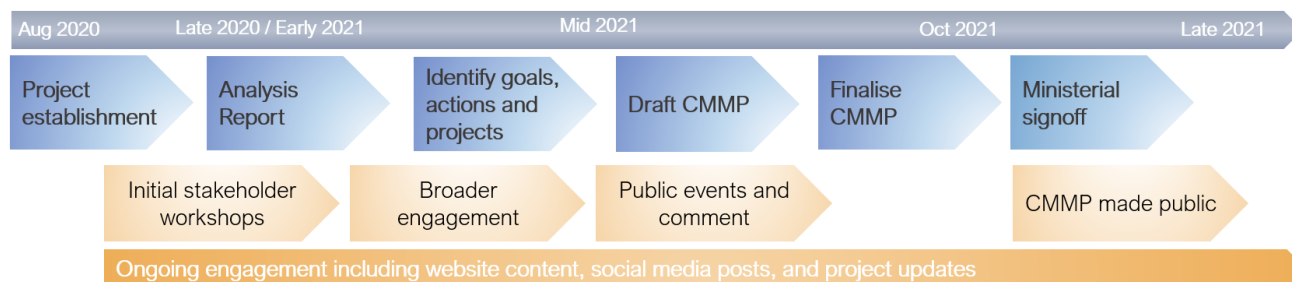 Aug 2020
Late 2020 / Early 2021
Mid 2021
Oct 2021
Late 2021
Project
establishment
Analysis
Report
Identify goals,
actions and
projects
Draft CMMP
Finalise
CMMP
Ministerial
signoff
Initial stakeholder
workshops
Broader
engagement
Public events and
comment
CMMP made public
Ongoing engagement including website content, social media posts, and project updates